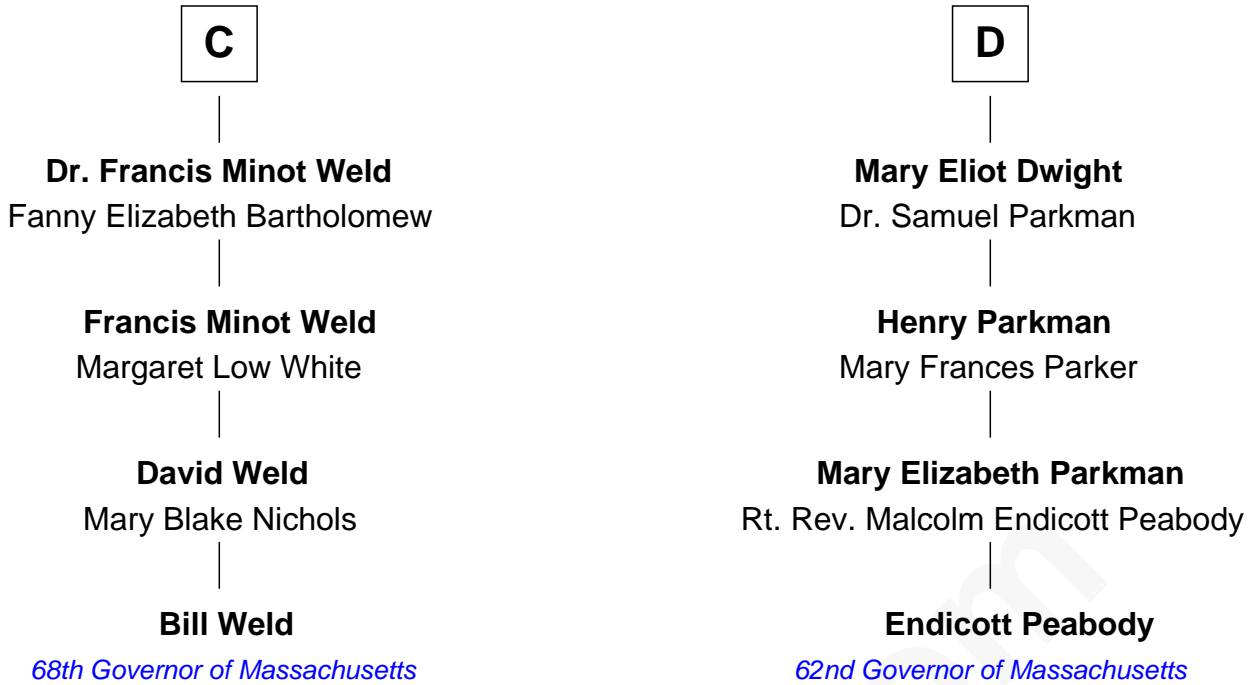 C
Dr. Francis Minot Weld
Fanny Elizabeth Bartholomew
Francis Minot Weld
Margaret Low White
David Weld
Mary Blake Nichols
Bill Weld
68th Governor of Massachusetts
D
Mary Eliot Dwight
Dr. Samuel Parkman
Henry Parkman
Mary Frances Parker
Mary Elizabeth Parkman
Rt. Rev. Malcolm Endicott Peabody
Endicott Peabody
62nd Governor of Massachusetts